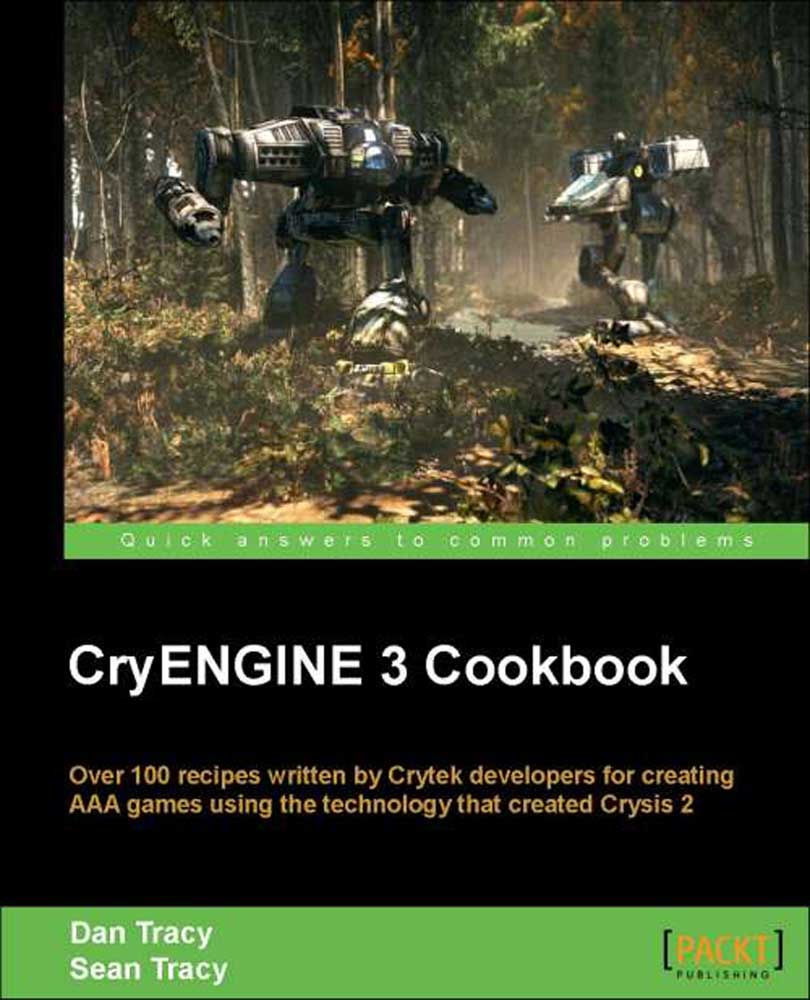 Quick answers to common problems
CryENGINE 3 Cookbook
Over 100 recipes written by Crytek developers for creating
AAA games using the technology that created Crysis 2
Dan Tracy
Sean Tracy
[PACKT]
PUBLISHING